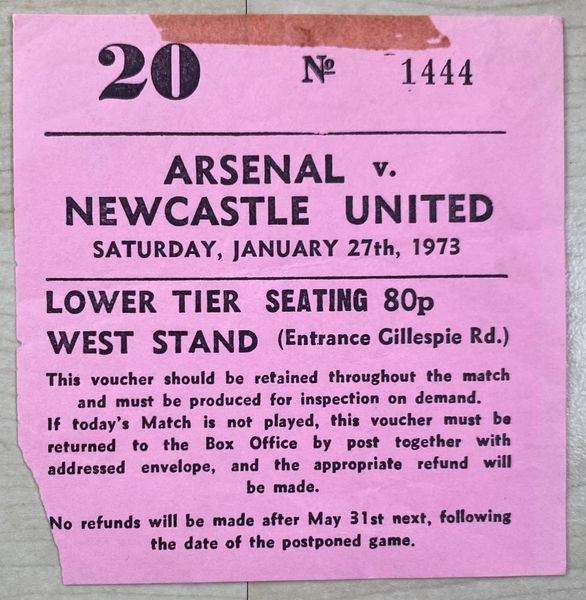 20 № 1444
ARSENAL v.
NEWCASTLE UNITED
SATURDAY, JANUARY 27th, 1973
LOWER TIER SEATING 80p
WEST STAND (Entrance Gillespie Rd.)
This voucher should be retained throughout the match
and must be produced for inspection on demand.
If today's Match is not played, this voucher must be
returned to the Box Office by post together with
addressed envelope, and the appropriate refund will
be made.
No refunds will be made after May 31st next, following
the date of the postponed game.